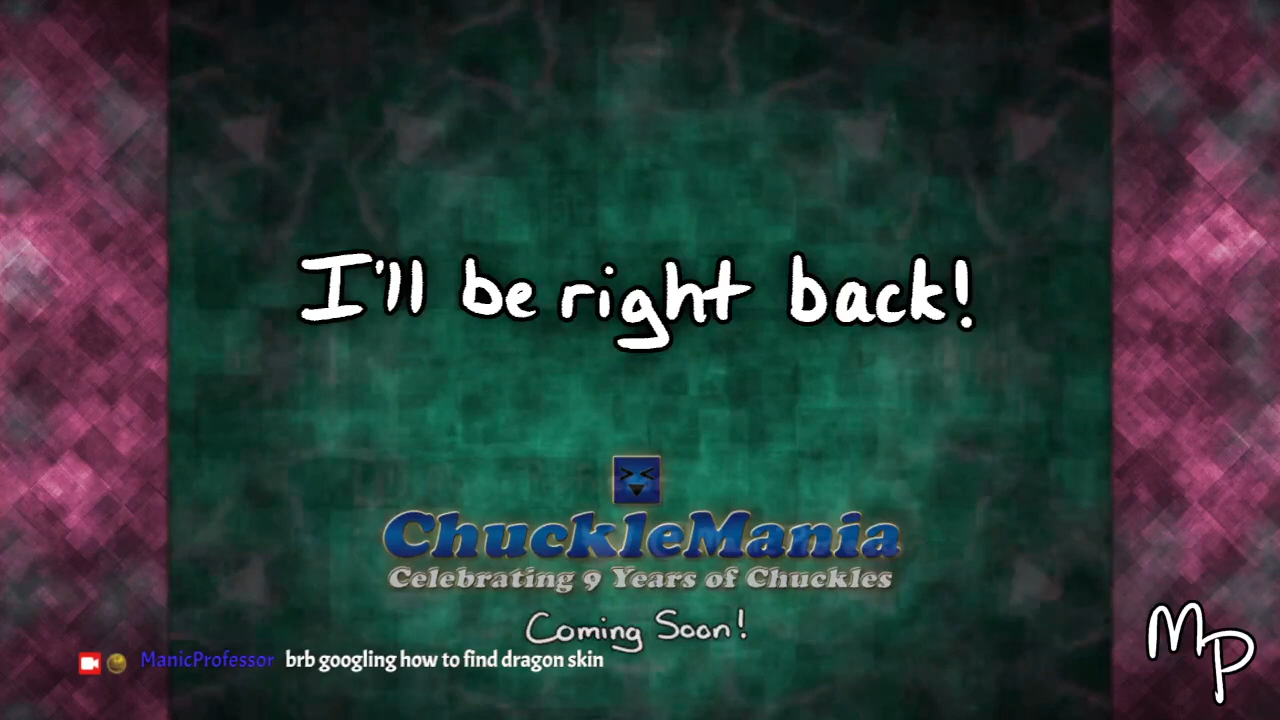 I'll be right back!
ChuckleMania
Celebrating 9 Years of Chuckles
Coming Soon!
ManicProfessor brb googling how to find dragon skin
MP